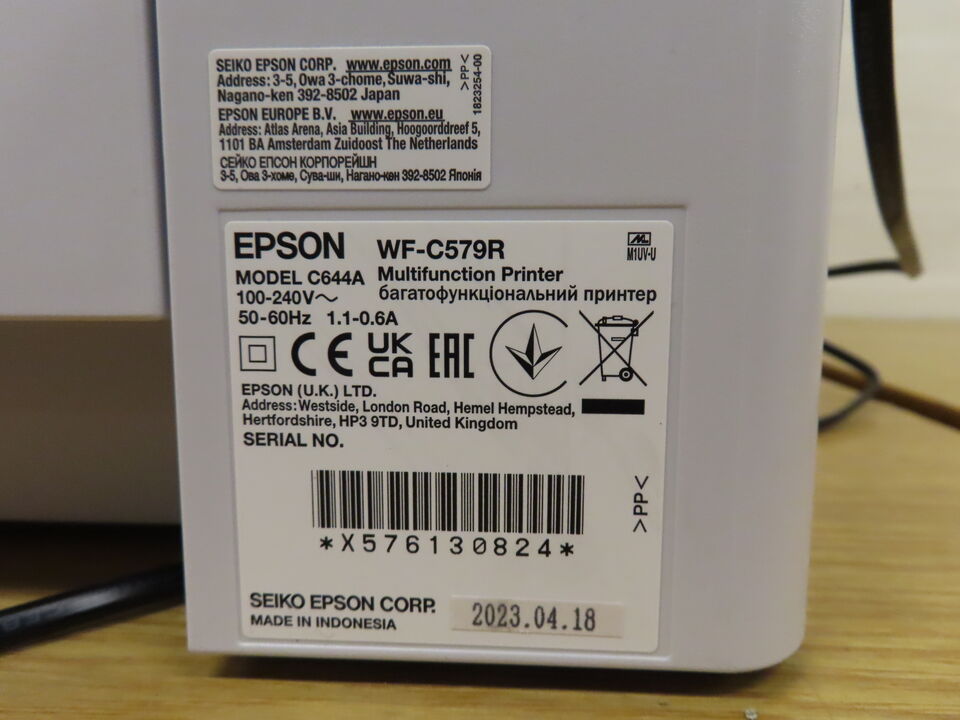 SEIKO EPSON CORP. www.epson.com
Address: 3-5, Owa 3-chome, Suwa-shi,
Nagano-ken 392-8502 Japan
EPSON EUROPE B.V. www.epson.eu
Address: Atlas Arena, Asia Building, Hoogoorddreef 5,
1101 BA Amsterdam Zuidoost The Netherlands
СЕЙКО ЕПСОН КОРПОРЕЙШН
3-5, Ова 3-хоме, Сува-ши, Нагано-кен 392-8502 Японія
>PP<
1823254-00
EPSON WF-C579R
MODEL C644A Multifunction Printer
100-240V～ багатофункціональний принтер
50-60Hz 1.1-0.6A
ML
M1UV-U
CE UK CA EAC
EPSON (U.K.) LTD.
Address: Westside, London Road, Hemel Hempstead,
Hertfordshire, HP3 9TD, United Kingdom
SERIAL NO.
*X576130824*
>PP<
SEIKO EPSON CORP.
MADE IN INDONESIA
2023.04.18